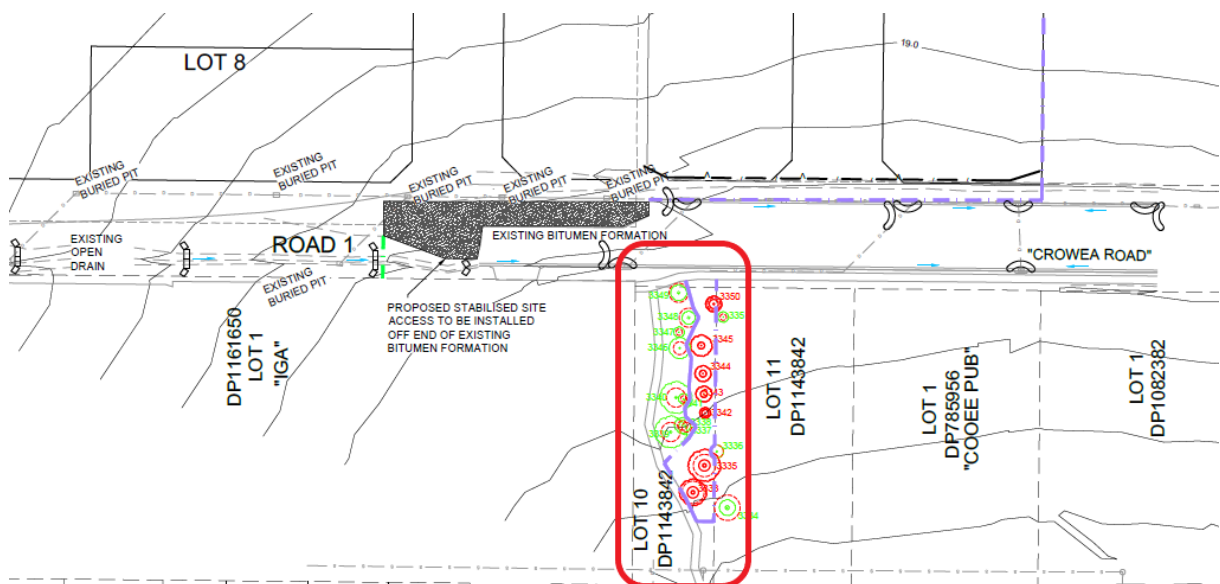 LOT 8
19.0
EXISTING
BURIED PIT
EXISTING
BURIED PIT
EXISTING
BURIED PIT
EXISTING
BURIED PIT
EXISTING
BURIED PIT
EXISTING
OPEN
DRAIN
ROAD 1
EXISTING BITUMEN FORMATION
"CROWEA ROAD"
EXISTING
BURIED PIT
PROPOSED STABILISED SITE
ACCESS TO BE INSTALLED
OFF END OF EXISTING
BITUMEN FORMATION
DP1161650
LOT 1
"IGA"
3350
3345
3344
3343
3342
3336
3335
LOT 10
DP1143842
LOT 11
DP1143842
LOT 1
DP785956
"COOEE PUB"
LOT 1
DP1082382